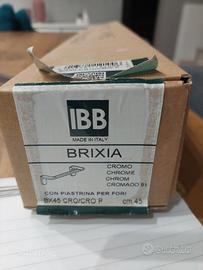 IBB
MADE IN ITALY
BRIXIA
CROMO
CHROME
CHROM
CROMADO BI
CON PIASTRINA PER FORI
BX45 CRO/CRO P cm.45
subito